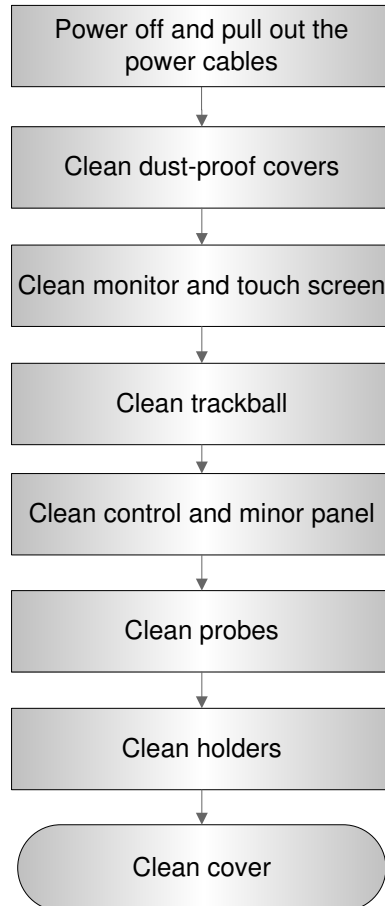 Power off and pull out the
power cables
Clean dust-proof covers
Clean monitor and touch screen
Clean trackball
Clean control and minor panel
Clean probes
Clean holders
Clean cover